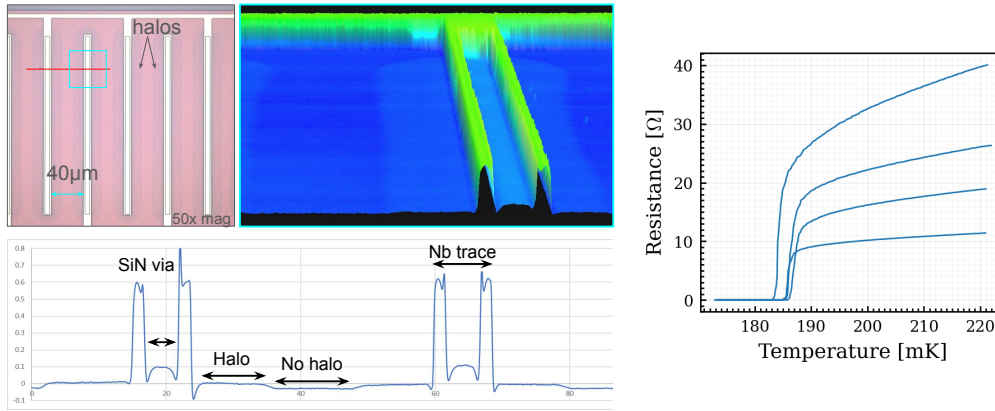 halos
40μm
50x mag
0.8
0.7
0.6
0.5
0.4
0.3
0.2
0.1
0
-0.1
SiN via
Nb trace
Halo
No halo
0
20
40
60
80
40
30
20
10
0
Resistance [Ω]
180
190
200
210
220
Temperature [mK]